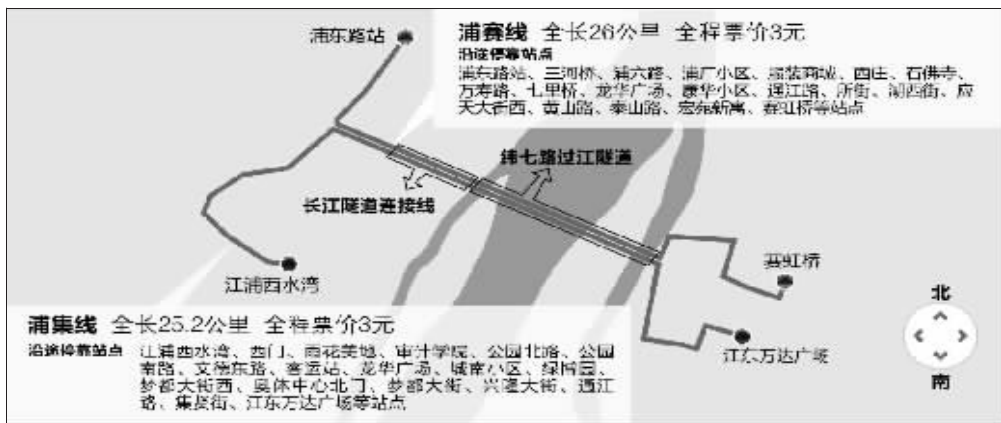 浦东路站
浦赛线 全长26公里 全程票价3元
沿途停靠站点
浦东路站、三河桥、浦六路、浦厂小区、服装商城、西庄、石佛寺、
万寿路、七里桥、龙华广场、康华小区、通江路、所街、湖西街、应
天大街西、黄山路、泰山路、宏苑新寓、赛虹桥等站点
纬七路过江隧道
长江隧道连接线
赛虹桥
江浦西水湾
江东万达广场
北
南
浦集线 全长25.2公里 全程票价3元
沿途停靠站点 江浦西水湾、西门、雨花美地、审计学院、公园北路、公园
南路、文德东路、客运站、龙华广场、城南小区、绿博园、
梦都大街西、奥体中心北门、梦都大街、兴隆大街、通江
路、集贤街、江东万达广场等站点